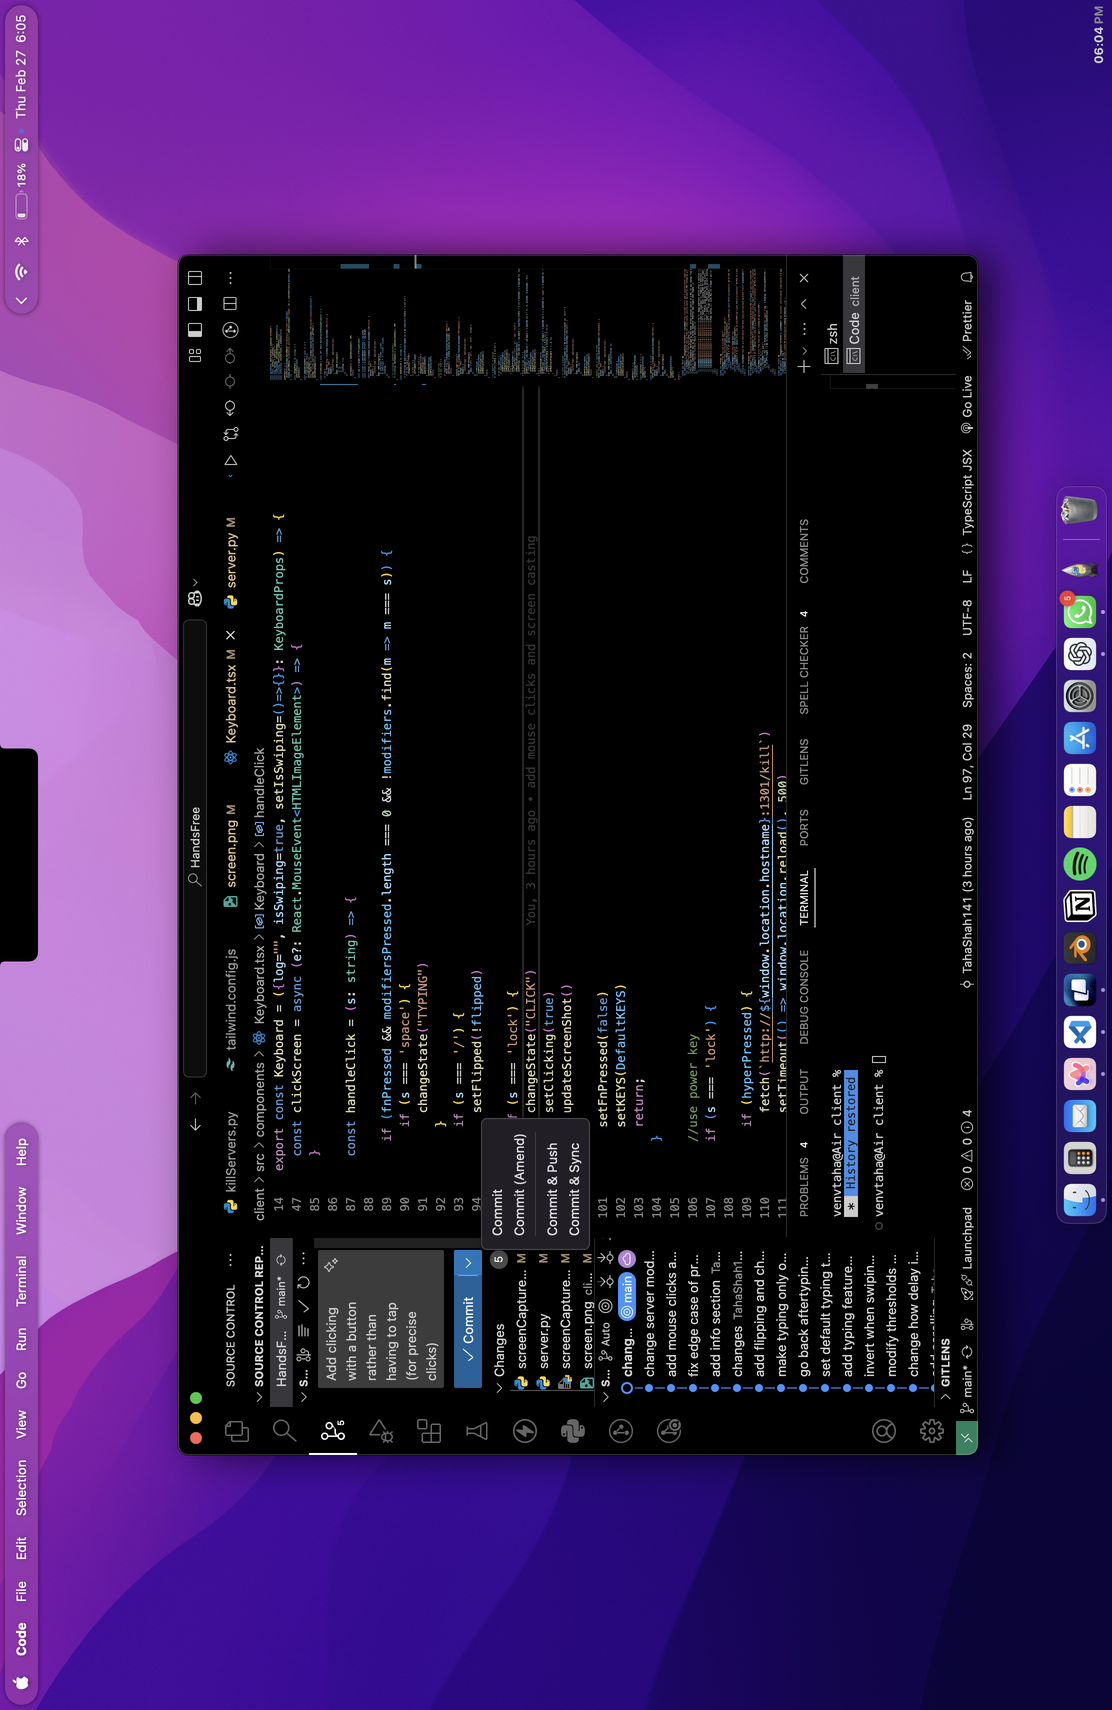 Code File Edit Selection View Go Run Terminal Window Help
18% Thu Feb 27 6:05
HandsFree
SOURCE CONTROL
killServers.py tailwind.config.js screen.png M Keyboard.tsx M server.py M
SOURCE CONTROL REP...
client > src > components > Keyboard.tsx > Keyboard > handleClick
HandsF... main*
S...
Add clicking
with a button
rather than
having to tap
(for precise
clicks)
Commit
Commit
Commit (Amend)
Commit & Push
Commit & Sync
Changes 5
screenCapture... M
server.py M
screenCapture... M
screen.png cli... M
S... Auto
chang... main
change server mod...
add mouse clicks a...
fix edge case of pr...
add info section Ta...
changes TahaShah1...
add flipping and ch...
make typing only o...
go back aftertypin...
set default typing t...
add typing feature...
invert when swipin...
modify thresholds ...
change how delay i...
GITLENS
14 export const Keyboard = ({log="", isSwiping=true, setIsSwiping=()=>{}}: KeyboardProps) => {
47 const clickScreen = async (e?: React.MouseEvent<HTMLImageElement>) => {
85 }
86
87 const handleClick = (s: string) => {
88
89 if (fnPressed && modifiersPressed.length === 0 && !modifiers.find(m => m === s)) {
90 if (s === 'space') {
91 changeState("TYPING")
92 }
93 if (s === '/') {
94 setFlipped(!flipped)
(s === 'lock') {
changeState("CLICK") You, 3 hours ago • add mouse clicks and screen casting
setClicking(true)
updateScreenShot()
101 setFnPressed(false)
102 setKEYS(DefaultKEYS)
103 return;
104 }
105
106 //use power key
107 if (s === 'lock') {
108
109 if (hyperPressed) {
110 fetch(`http://${window.location.hostname}:1301/kill`)
111 setTimeout(() => window.location.reload(), 500)
PROBLEMS 4 OUTPUT DEBUG CONSOLE TERMINAL PORTS GITLENS SPELL CHECKER 4 COMMENTS
venvtaha@Air client %
* History restored
venvtaha@Air client %
zsh
Code client
main* Launchpad 0 0 4 TahaShah141 (3 hours ago) Ln 97, Col 29 Spaces: 2 UTF-8 LF {} TypeScript JSX Go Live Prettier
5
06:04 PM